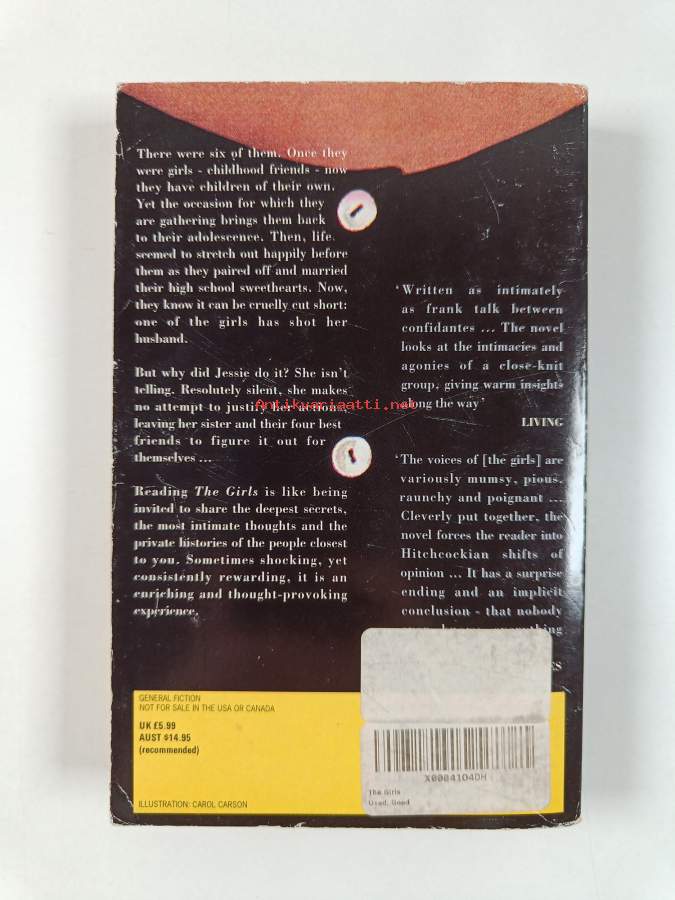 There were six of them. Once they
were girls - childhood friends - now
they have children of their own.
Yet the occasion for which they
are gathering brings them back
to their adolescence. Then, life
seemed to stretch out happily before
them as they paired off and married
their high school sweethearts. Now,
they know it can be cruelly cut short:
one of the girls has shot her
husband.
But why did Jessie do it? She isn't
telling. Resolutely silent, she makes
no attempt to justify her actions,
leaving her sister and their four best
friends to figure it out for
themselves ...
Reading The Girls is like being
invited to share the deepest secrets,
the most intimate thoughts and the
private histories of the people closest
to you. Sometimes shocking, yet
consistently rewarding, it is an
enriching and thought-provoking
experience.
'Written as intimately
as frank talk between
confidantes ... The novel
looks at the intimacies and
agonies of a close-knit
group, giving warm insights
along the way'
LIVING
'The voices of [the girls] are
variously mumsy, pious,
raunchy and poignant ...
Cleverly put together, the
novel forces the reader into
Hitchcockian shifts of
opinion ... It has a surprise
ending and an implicit
conclusion - that nobody
Antikvariaatti.net
GENERAL FICTION
NOT FOR SALE IN THE USA OR CANADA
UK £5.99
AUST $14.95
(recommended)
ILLUSTRATION: CAROL CARSON
X0004104DH
The Girls
Used, Good